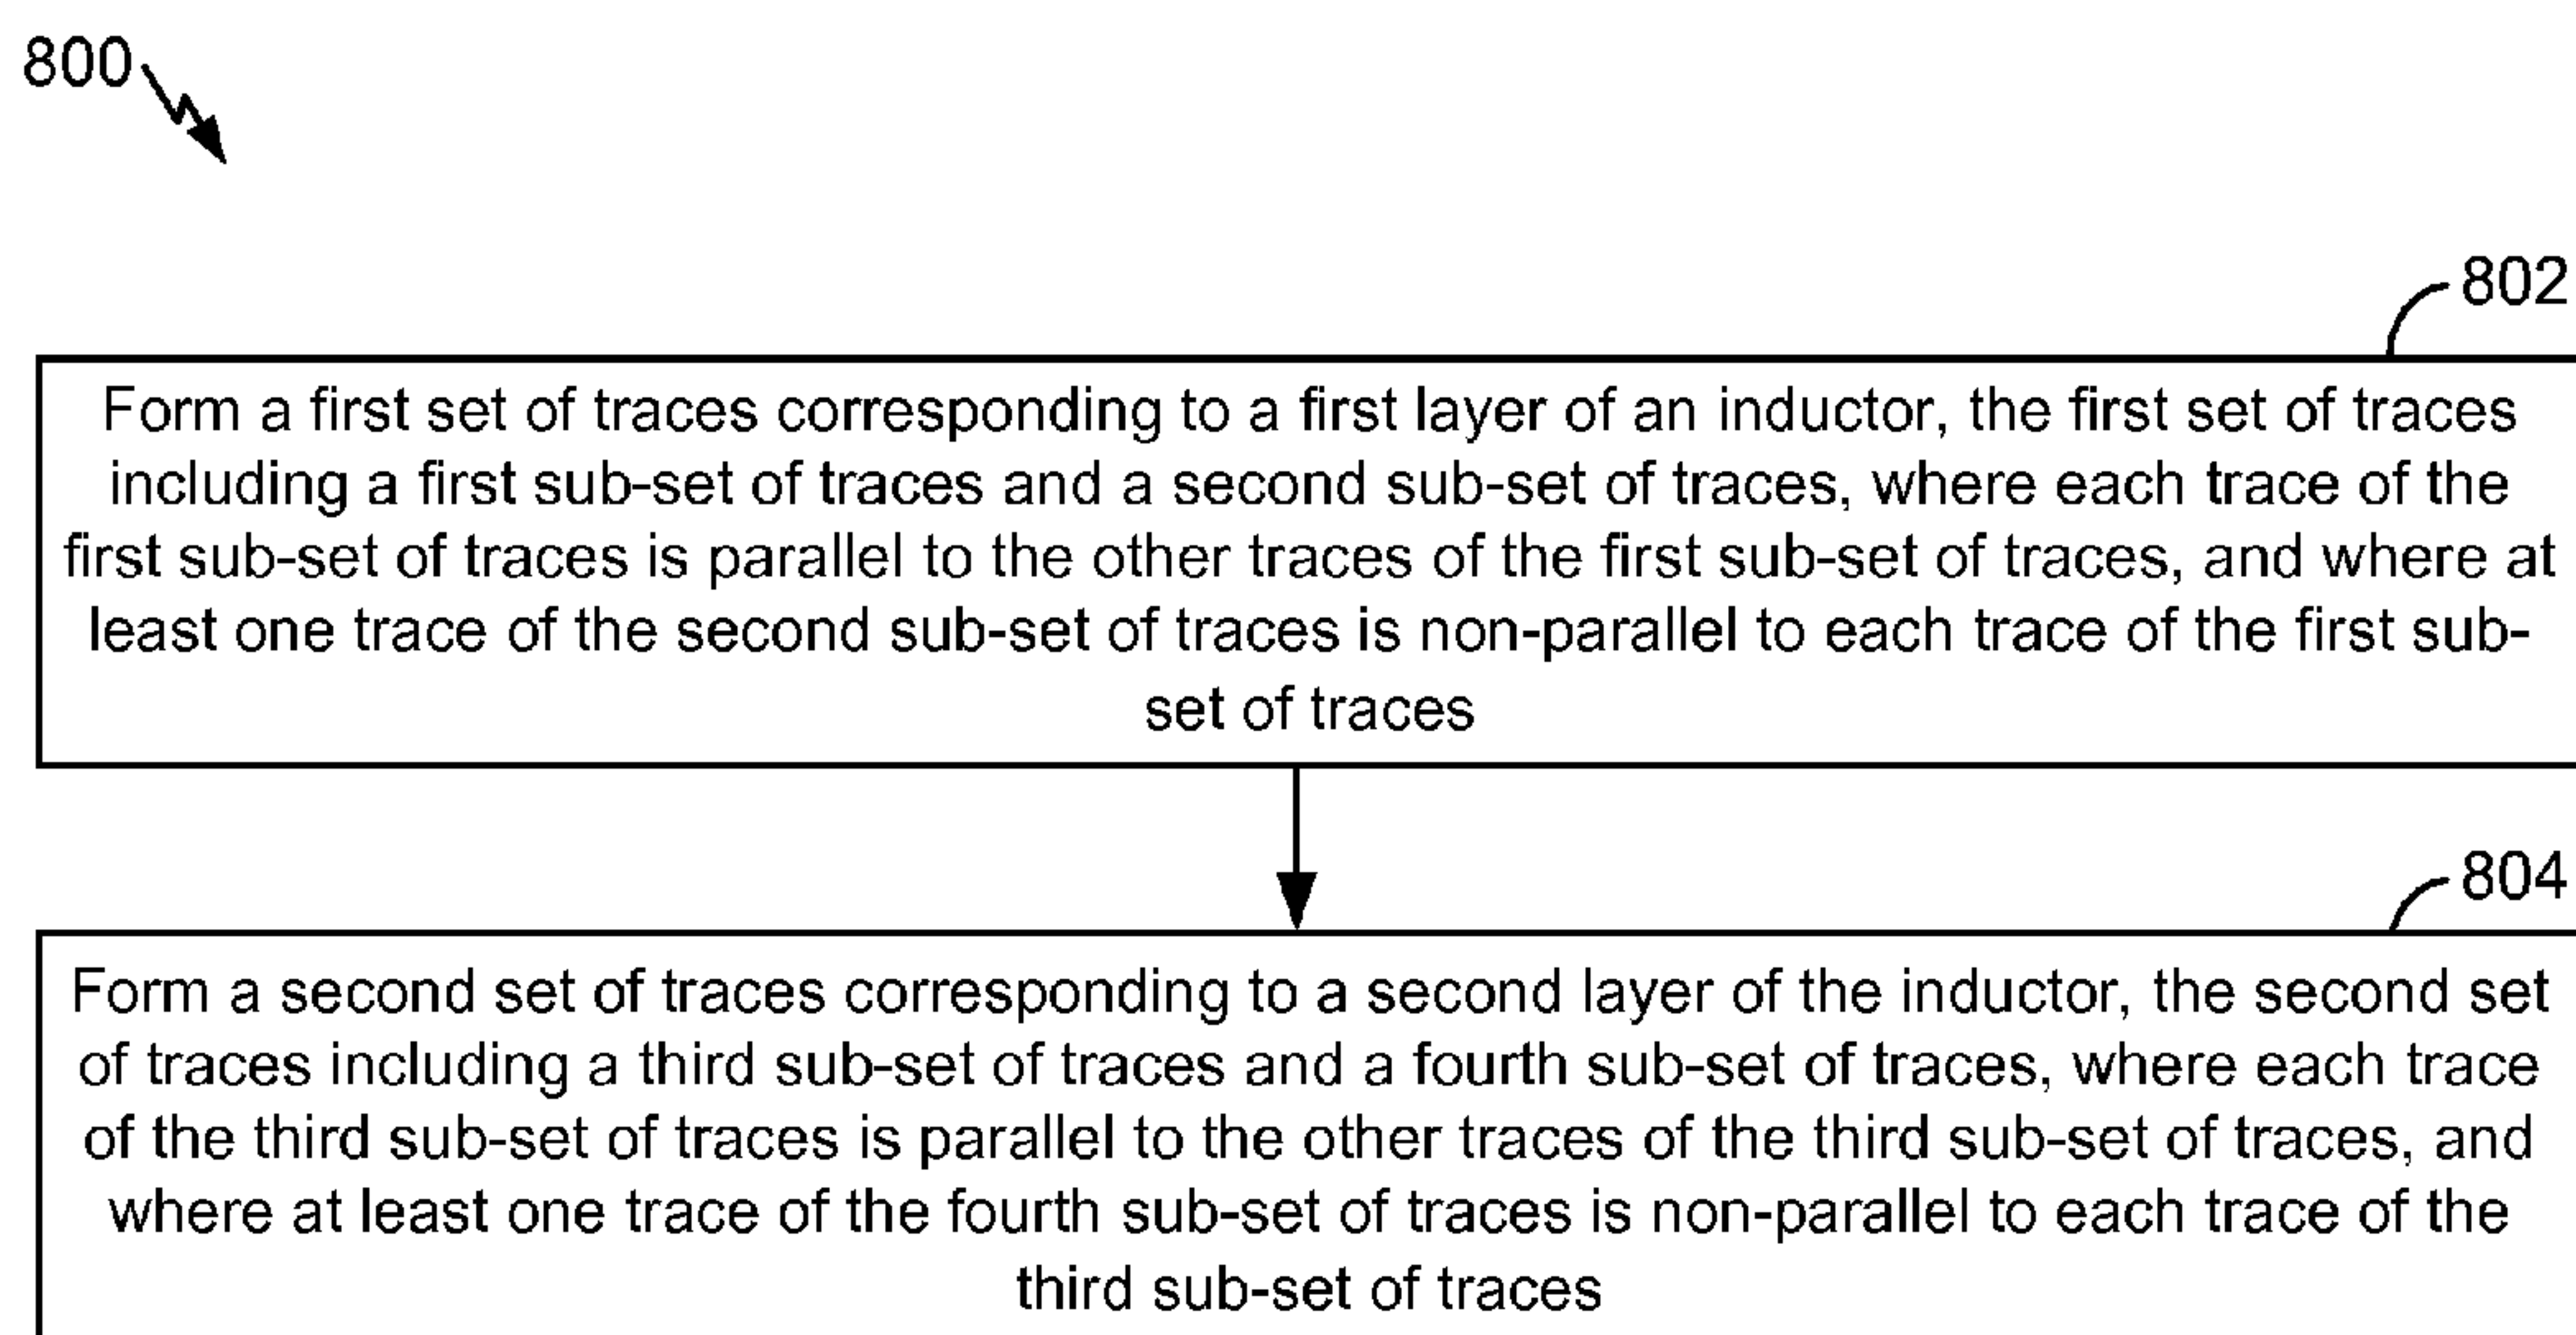 800
802
Form a first set of traces corresponding to a first layer of an inductor, the first set of traces
including a first sub-set of traces and a second sub-set of traces, where each trace of the
first sub-set of traces is parallel to the other traces of the first sub-set of traces, and where at
least one trace of the second sub-set of traces is non-parallel to each trace of the first sub-
set of traces
804
Form a second set of traces corresponding to a second layer of the inductor, the second set
of traces including a third sub-set of traces and a fourth sub-set of traces, where each trace
of the third sub-set of traces is parallel to the other traces of the third sub-set of traces, and
where at least one trace of the fourth sub-set of traces is non-parallel to each trace of the
third sub-set of traces